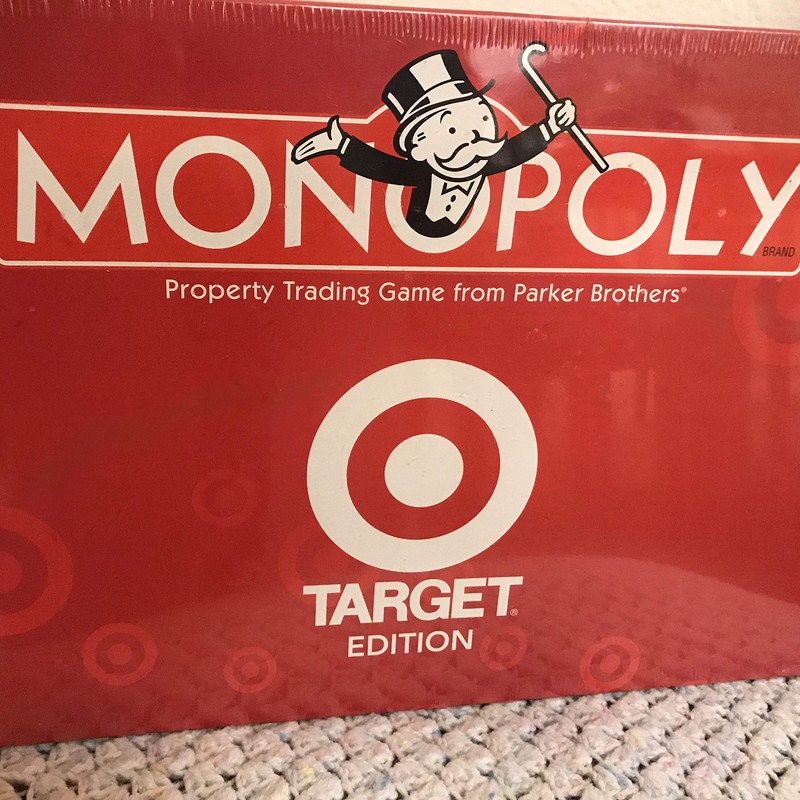 MONOPOLY
BRAND
Property Trading Game from Parker Brothers®
TARGET®
EDITION